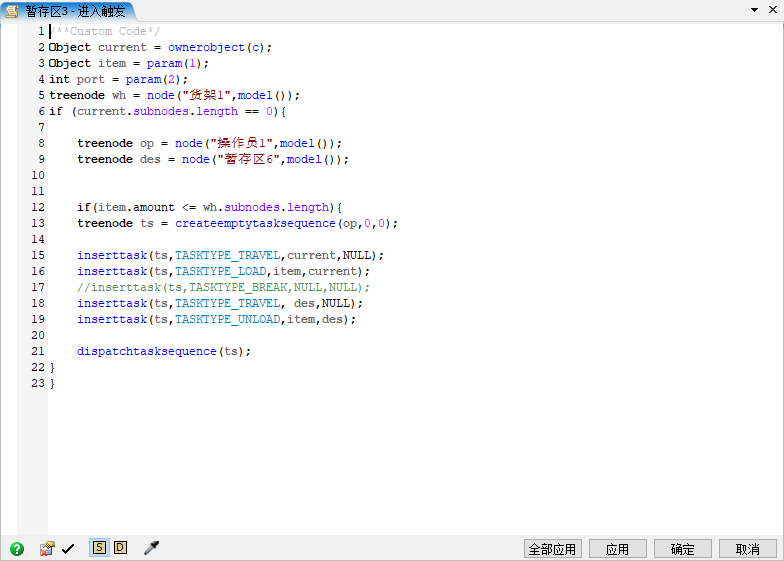 暂存区3 - 进入触发
1 /**Custom Code*/
2 Object current = ownerobject(c);
3 Object item = param(1);
4 int port = param(2);
5 treenode wh = node("货架1",model());
6 if (current.subnodes.length == 0){
7
8 treenode op = node("操作员1",model());
9 treenode des = node("暂存区6",model());
10
11
12 if(item.amount <= wh.subnodes.length){
13 treenode ts = createemptytasksequence(op,0,0);
14
15 inserttask(ts,TASKTYPE_TRAVEL,current,NULL);
16 inserttask(ts,TASKTYPE_LOAD,item,current);
17 //inserttask(ts,TASKTYPE_BREAK,NULL,NULL);
18 inserttask(ts,TASKTYPE_TRAVEL, des,NULL);
19 inserttask(ts,TASKTYPE_UNLOAD,item,des);
20
21 dispatchtasksequence(ts);
22 }
23 }
S D 全部应用 应用 确定 取消